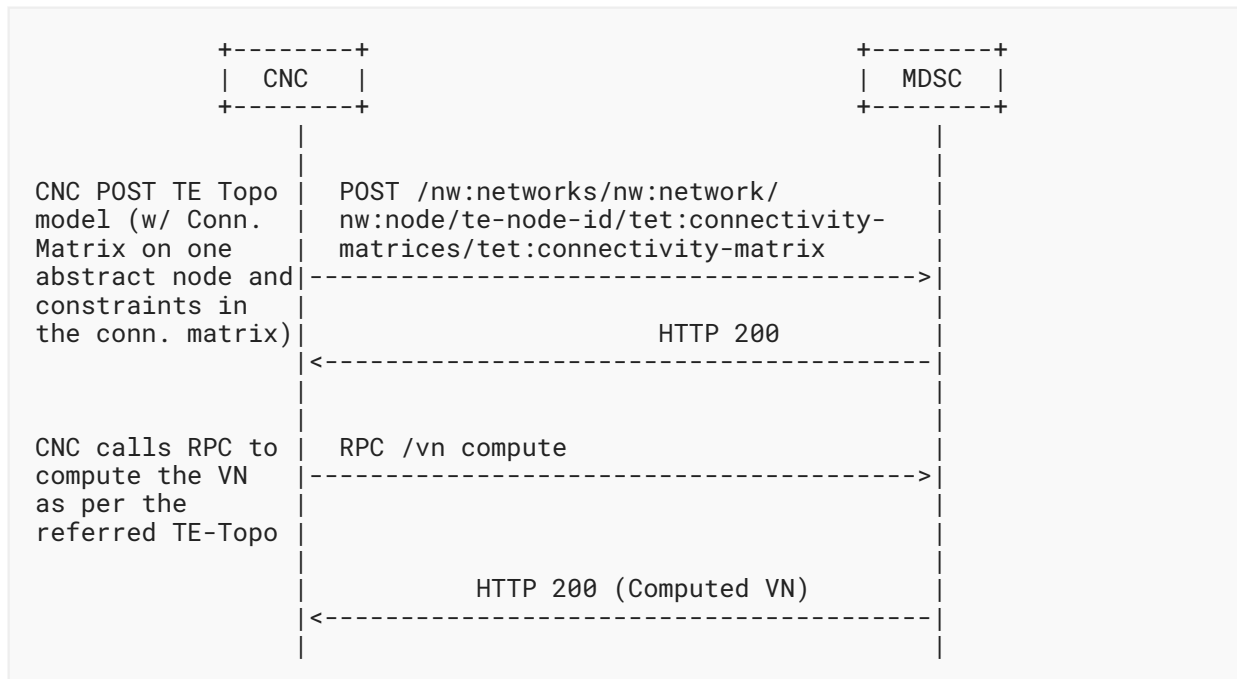 +--------+                                +--------+
|  CNC   |                                |  MDSC  |
+--------+                                +--------+
|                                         |
|                                         |
CNC POST TE Topo |  POST /nw:networks/nw:network/          |
model (w/ Conn.  |  nw:node/te-node-id/tet:connectivity-   |
Matrix on one    |  matrices/tet:connectivity-matrix       |
abstract node and|---------------------------------------->|
constraints in   |                                         |
the conn. matrix)|                       HTTP 200          |
|<----------------------------------------|
|                                         |
|                                         |
CNC calls RPC to |  RPC /vn compute                        |
compute the VN   |---------------------------------------->|
as per the       |                                         |
referred TE-Topo |                                         |
|                                         |
|                                         |
|           HTTP 200 (Computed VN)        |
|<----------------------------------------|
|                                         |